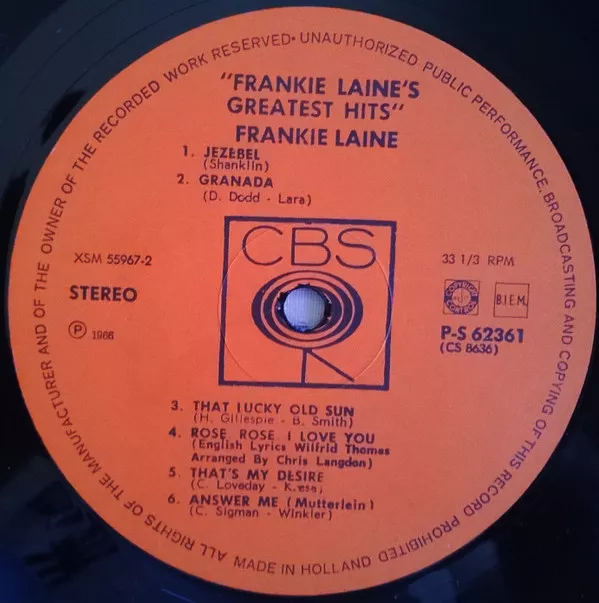 ALL RIGHTS OF THE MANUFACTURER AND OF THE OWNER OF THE RECORDED WORK RESERVED • UNAUTHORIZED PUBLIC PERFORMANCE, BROADCASTING AND COPYING OF THIS RECORD PROHIBITED
"FRANKIE LAINE'S
GREATEST HITS"
FRANKIE LAINE
1. JEZEBEL
(Shanklin)
2. GRANADA
(D. Dodd - Lara)
CBS
XSM 55967-2
33 1/3 RPM
STEREO
COPYRIGHT CONTROL
B.I.E.M.
P-S 62361
(CS 8636)
Ⓟ 1966
3. THAT LUCKY OLD SUN
(H. Gillespie - B. Smith)
4. ROSE, ROSE, I LOVE YOU
(English Lyrics Wilfrid Thomas
Arranged By Chris Langdon)
5. THAT'S MY DESIRE
(C. Loveday - K.esa)
6. ANSWER ME (Mutterlein)
(C. Sigman - Winkler)
MADE IN HOLLAND